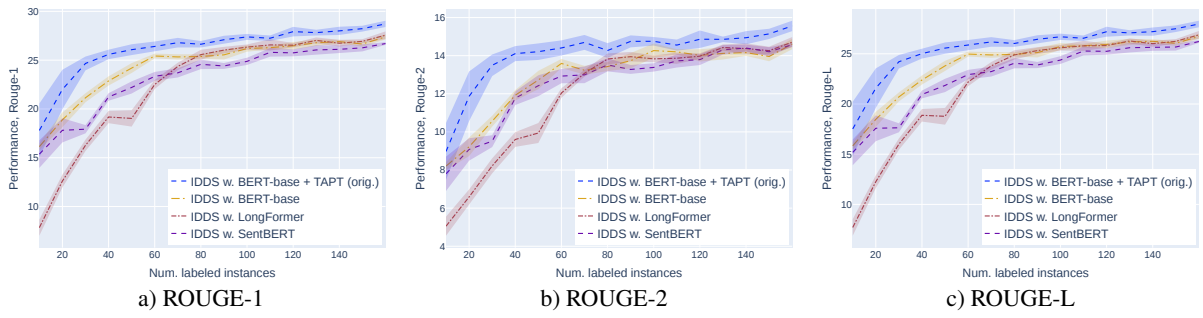 Performance, Rouge-1
30
25
20
15
10
20
40
60
80
100
120
140
Num. labeled instances
IDDS w. BERT-base + TAPT (orig.)
IDDS w. BERT-base
IDDS w. LongFormer
IDDS w. SentBERT
a) ROUGE-1
Performance, Rouge-2
16
14
12
10
8
6
4
20
40
60
80
100
120
140
Num. labeled instances
IDDS w. BERT-base + TAPT (orig.)
IDDS w. BERT-base
IDDS w. LongFormer
IDDS w. SentBERT
b) ROUGE-2
Performance, Rouge-L
25
20
15
10
20
40
60
80
100
120
140
Num. labeled instances
IDDS w. BERT-base + TAPT (orig.)
IDDS w. BERT-base
IDDS w. LongFormer
IDDS w. SentBERT
c) ROUGE-L